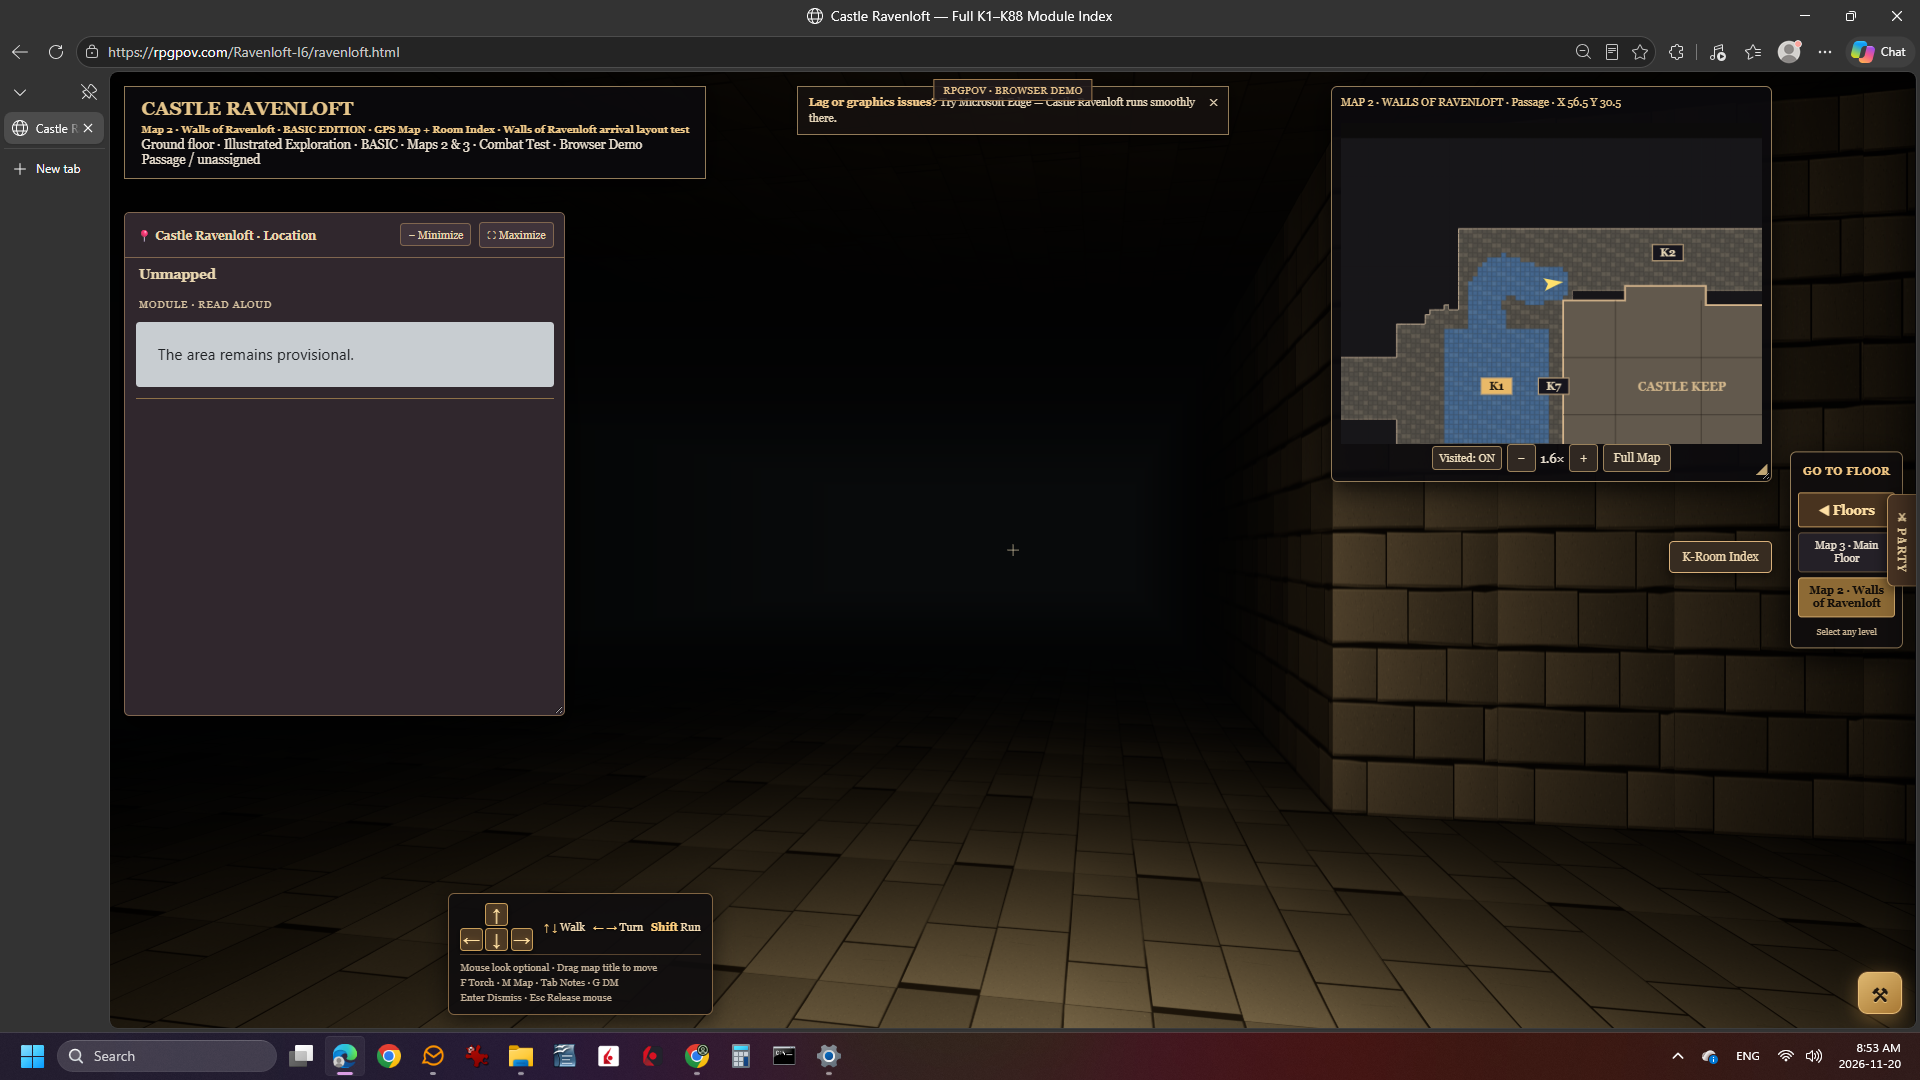 Castle Ravenloft — Full K1–K88 Module Index
https://rpgpov.com/Ravenloft-l6/ravenloft.html
Chat
Castle R
New tab
CASTLE RAVENLOFT
Map 2 · Walls of Ravenloft · BASIC EDITION · GPS Map + Room Index · Walls of Ravenloft arrival layout test
Ground floor · Illustrated Exploration · BASIC · Maps 2 & 3 · Combat Test · Browser Demo
Passage / unassigned
RPGPOV · BROWSER DEMO
Lag or graphics issues? Try Microsoft Edge — Castle Ravenloft runs smoothly
there.
MAP 2 · WALLS OF RAVENLOFT · Passage · X 56.5 Y 30.5
K2
K1
K7
CASTLE KEEP
Visited: ON
−
1.6×
+
Full Map
Castle Ravenloft · Location
− Minimize
Maximize
Unmapped
MODULE · READ ALOUD
The area remains provisional.
GO TO FLOOR
◀ Floors
Map 3 · Main
Floor
Map 2 · Walls
of Ravenloft
Select any level
PARTY
K-Room Index
↑↓ Walk ←→ Turn Shift Run
Mouse look optional · Drag map title to move
F Torch · M Map · Tab Notes · G DM
Enter Dismiss · Esc Release mouse
Search
ENG
8:53 AM
2026-11-20